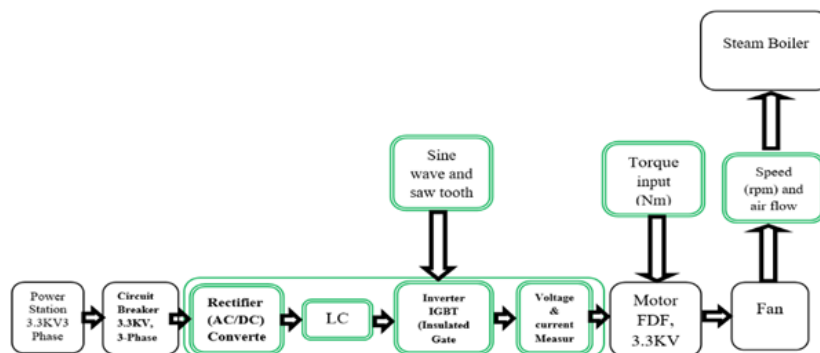 Steam Boiler
Sine
wave and
saw tooth
Torque
input
(Nm)
Speed
(rpm) and
air flow
Power
Station
3.3KV3
Phase
Circuit
Breaker
3.3KV,
3-Phase
Rectifier
(AC/DC)
Converte
LC
Inverter
IGBT
(Insulated
Gate
Voltage
&
current
Measur
Motor
FDF,
3.3KV
Fan